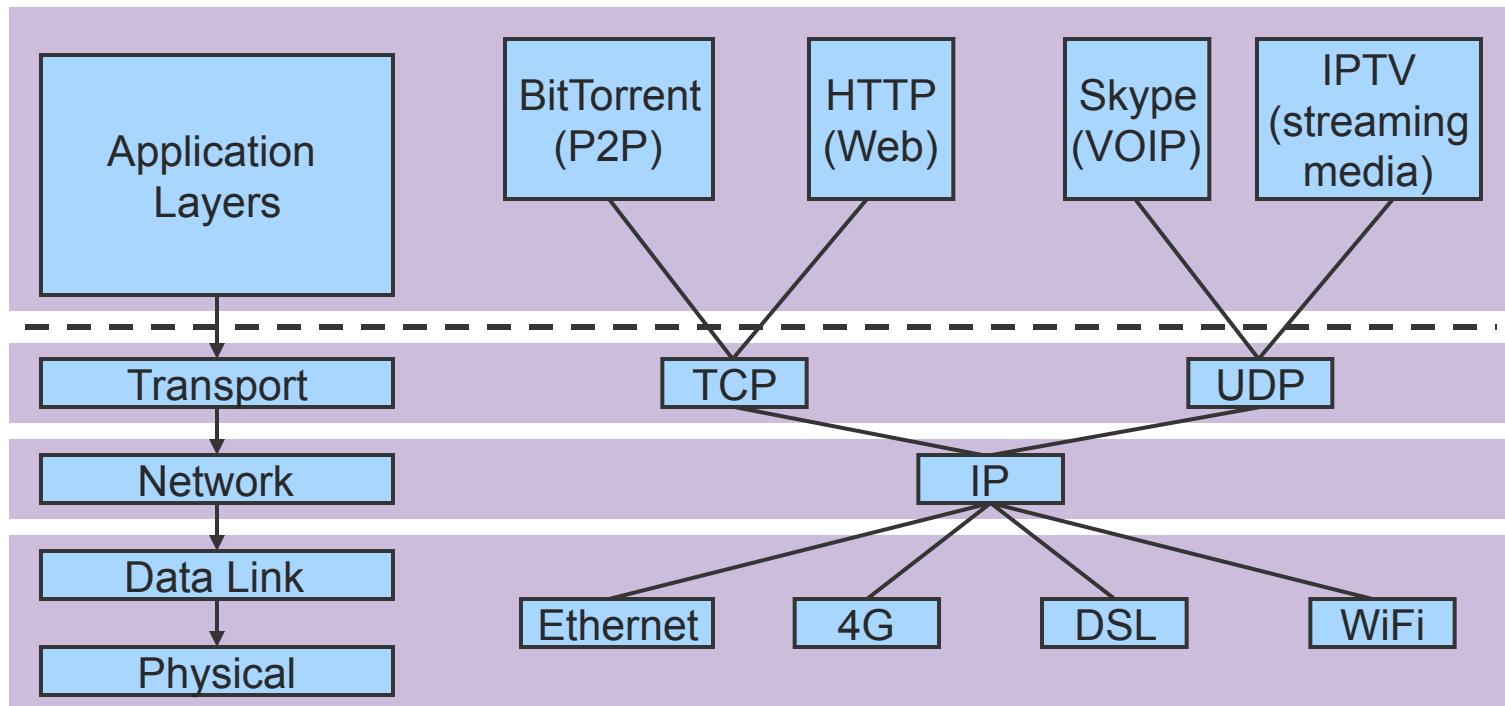 Application
Layers
BitTorrent
(P2P)
HTTP
(Web)
Skype
(VOIP)
IPTV
(streaming
media)
Transport
TCP
UDP
Network
IP
Data Link
Ethernet
4G
DSL
WiFi
Physical